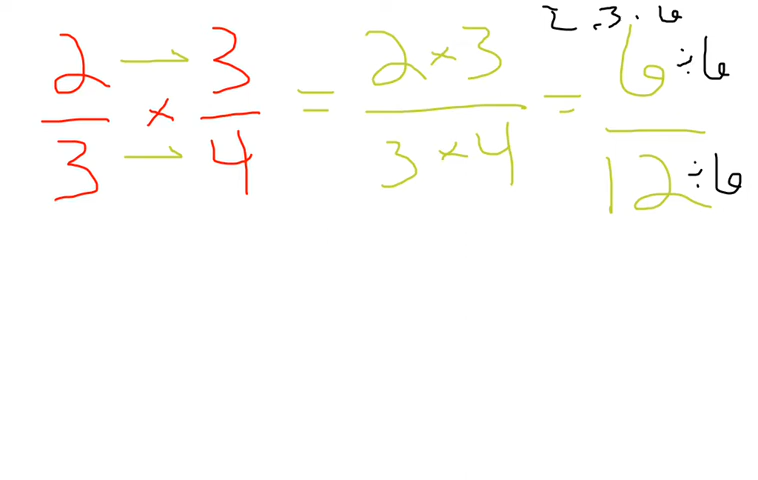 2, 3, 6
2/3 → → × 3/4 = 2 × 3 / 3 × 4 = 6 ÷ 6 / 12 ÷ 6